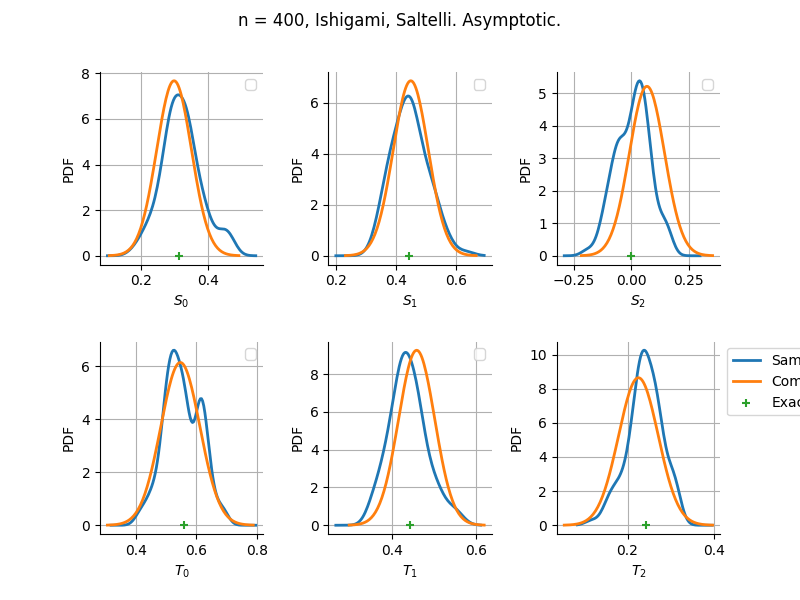 n = 400, Ishigami, Saltelli. Asymptotic.
8
6
4
2
0
PDF
0.2
0.4
S₀
6
4
2
0
PDF
0.2
0.4
0.6
S₁
5
4
3
2
1
0
PDF
−0.25
0.00
0.25
S₂
6
4
2
0
PDF
0.4
0.6
0.8
T₀
8
6
4
2
0
PDF
0.4
0.6
T₁
10
8
6
4
2
0
PDF
0.2
0.4
T₂
Sam
Com
Exac